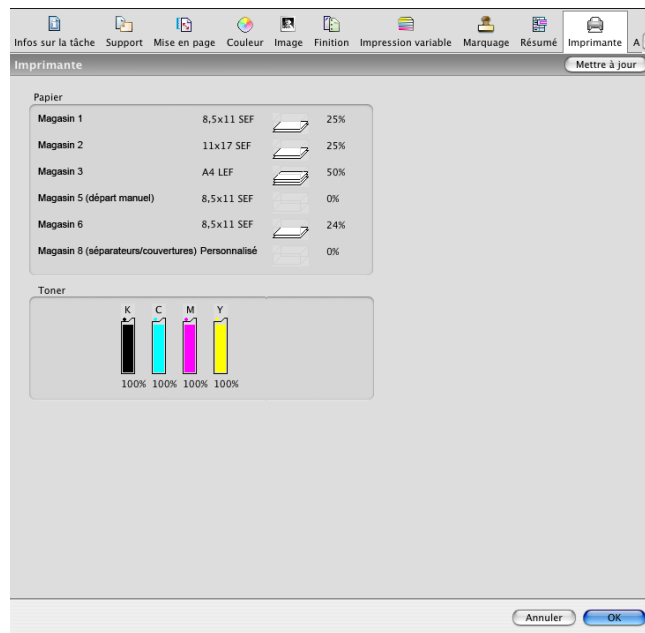 Infos sur la tâche Support Mise en page Couleur Image Finition Impression variable Marquage Résumé Imprimante A
Imprimante Mettre à jour
Papier
Magasin 1 8,5x11 SEF 25%
Magasin 2 11x17 SEF 25%
Magasin 3 A4 LEF 50%
Magasin 5 (départ manuel) 8,5x11 SEF 0%
Magasin 6 8,5x11 SEF 24%
Magasin 8 (séparateurs/couvertures) Personnalisé 0%
Toner
K C M Y
100% 100% 100% 100%
Annuler OK